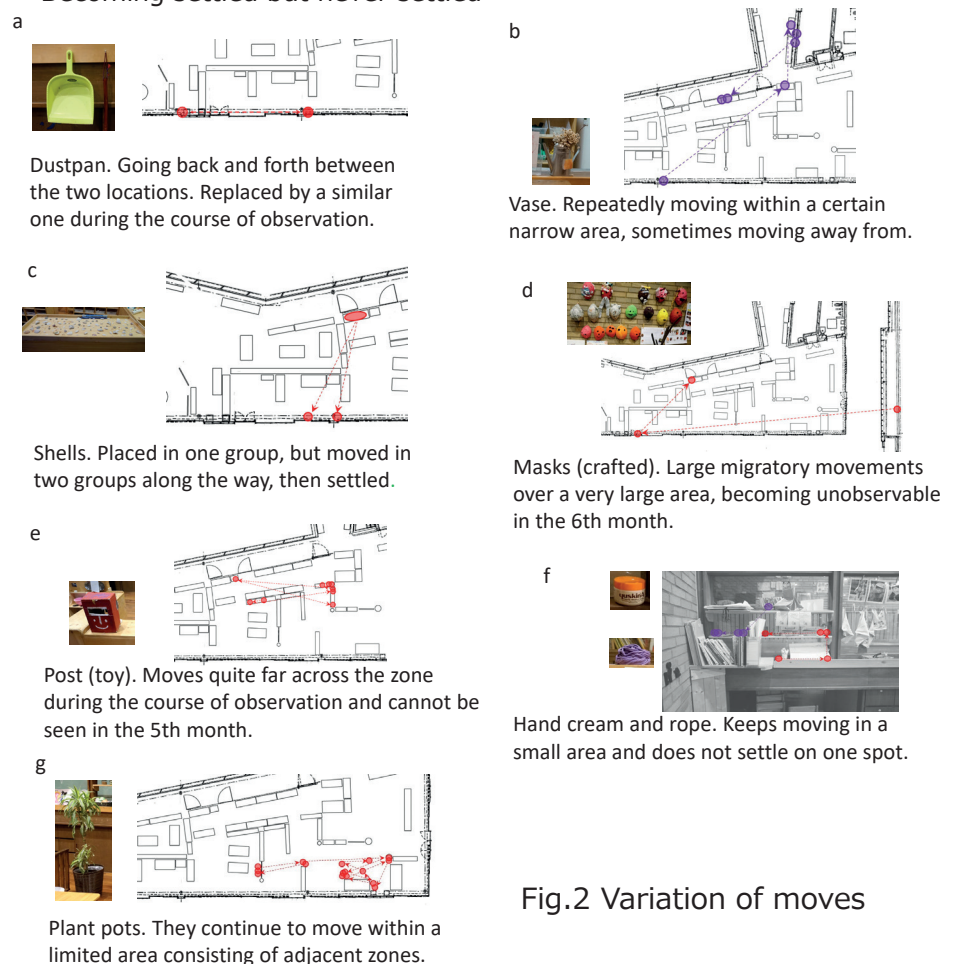 Becoming settled but never settled
a
Dustpan. Going back and forth between
the two locations. Replaced by a similar
one during the course of observation.
b
Vase. Repeatedly moving within a certain
narrow area, sometimes moving away from.
c
Shells. Placed in one group, but moved in
two groups along the way, then settled.
d
Masks (crafted). Large migratory movements
over a very large area, becoming unobservable
in the 6th month.
e
Post (toy). Moves quite far across the zone
during the course of observation and cannot be
seen in the 5th month.
f
Hand cream and rope. Keeps moving in a
small area and does not settle on one spot.
g
Plant pots. They continue to move within a
limited area consisting of adjacent zones.
Fig.2 Variation of moves